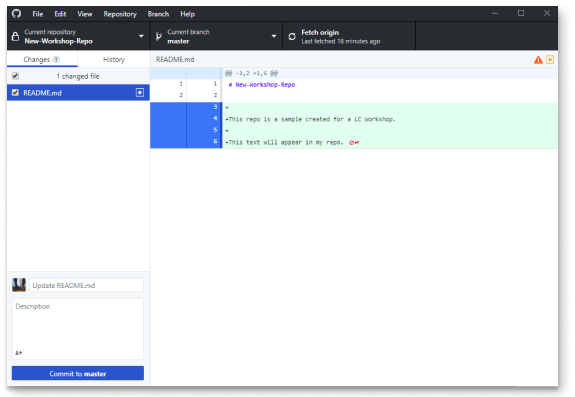 File Edit View Repository Branch Help
Current repository
New-Workshop-Repo
Current branch
master
Fetch origin
Last fetched 18 minutes ago
Changes 1 History
README.md
1 changed file
README.md
@@ -1,2 +1,6 @@
1 1 # New-Workshop-Repo
2 2
3 +
4 +This repo is a sample created for a LC Workshop.
5 +
6 +This text will appear in my repo.
Update README.md
Description
Commit to master